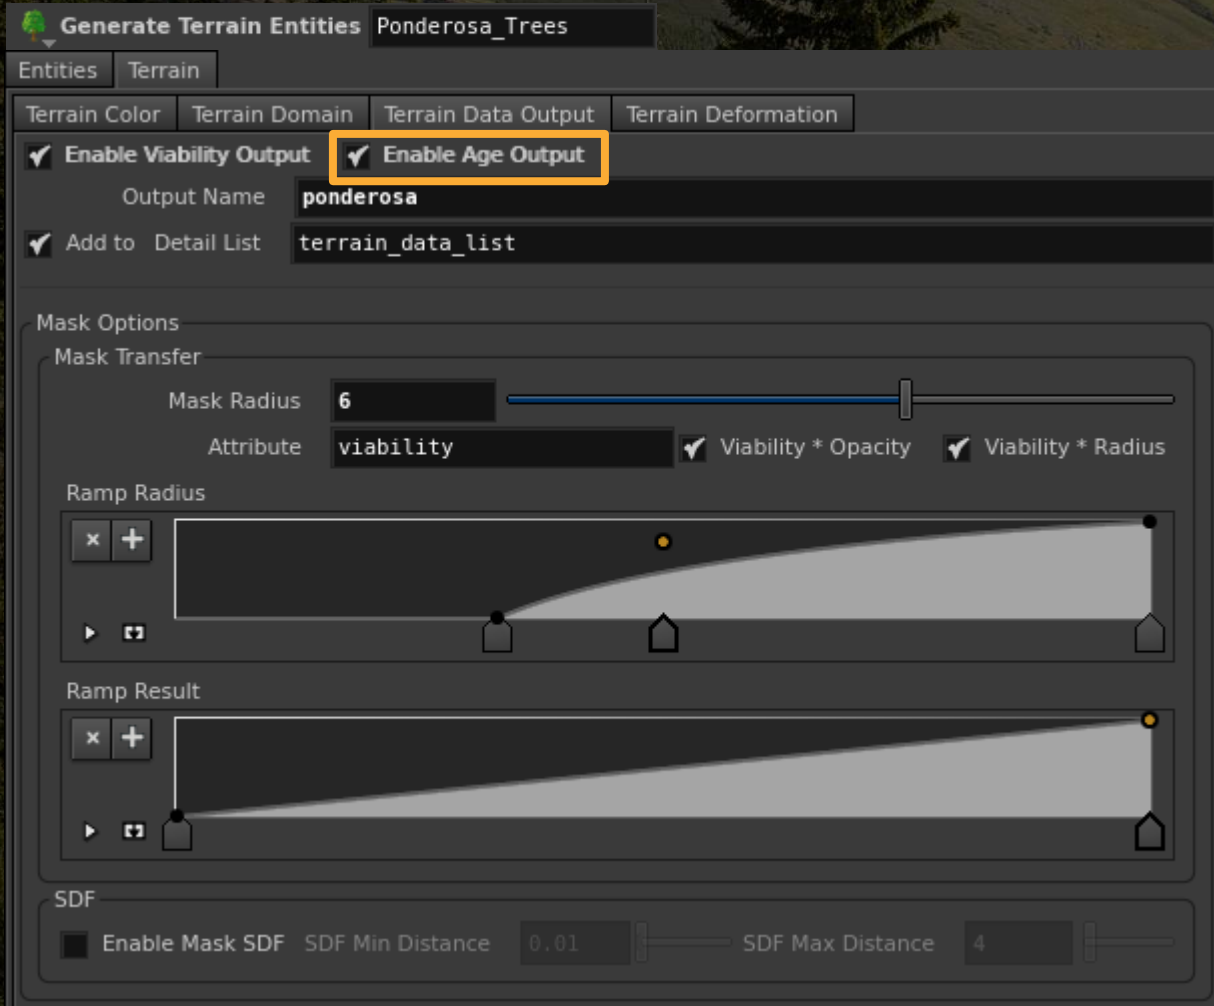 Generate Terrain Entities Ponderosa_Trees
Entities Terrain
Terrain Color Terrain Domain Terrain Data Output Terrain Deformation
Enable Viability Output Enable Age Output
Output Name ponderosa
Add to Detail List terrain_data_list
Mask Options
Mask Transfer
Mask Radius 6
Attribute viability Viability * Opacity Viability * Radius
Ramp Radius
Ramp Result
SDF
Enable Mask SDF SDF Min Distance 0.01 SDF Max Distance 4